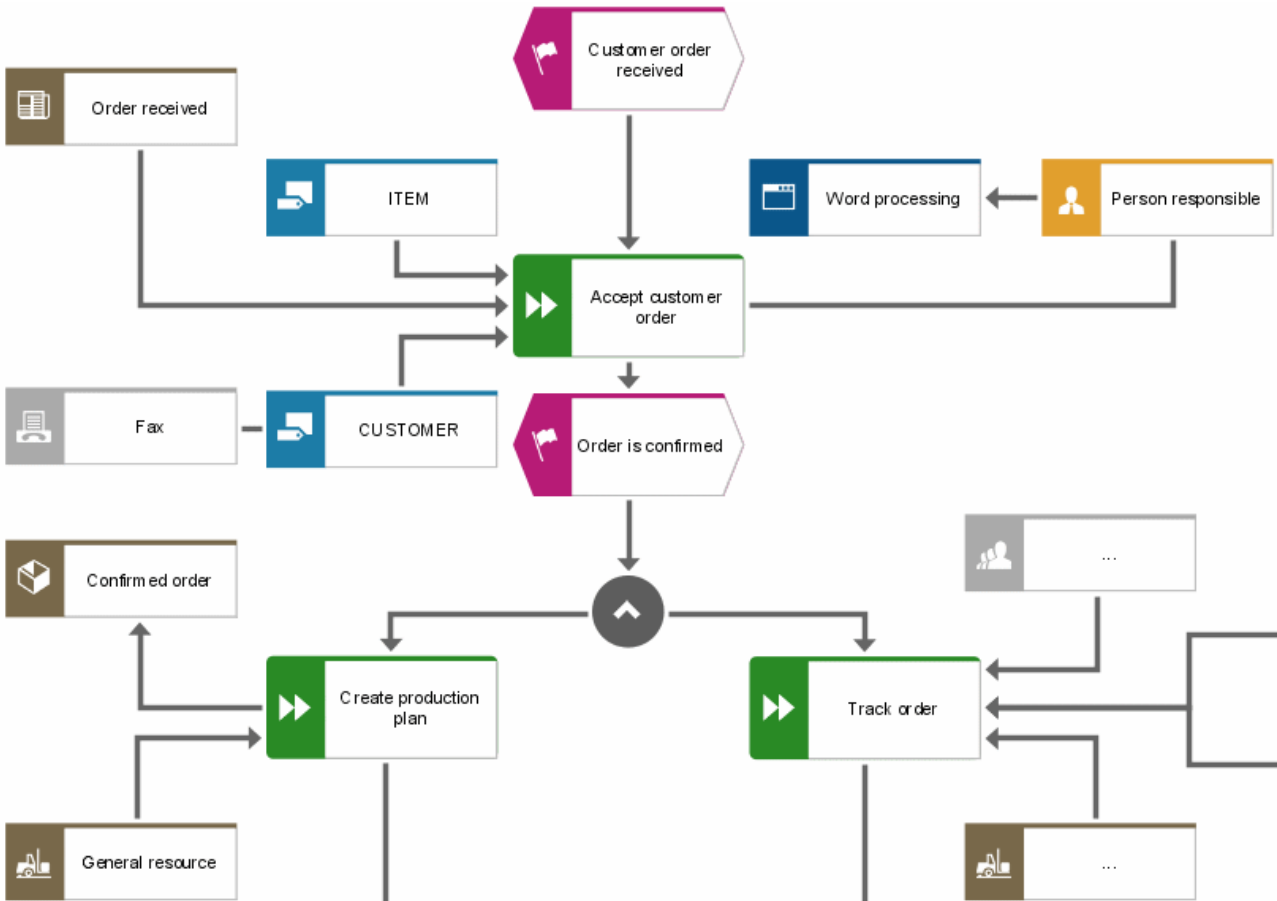 Customer order
received
Order received
ITEM
Word processing
Person responsible
Accept customer
order
Fax
CUSTOMER
Order is confirmed
Confirmed order
...
Create production
plan
Track order
General resource
...